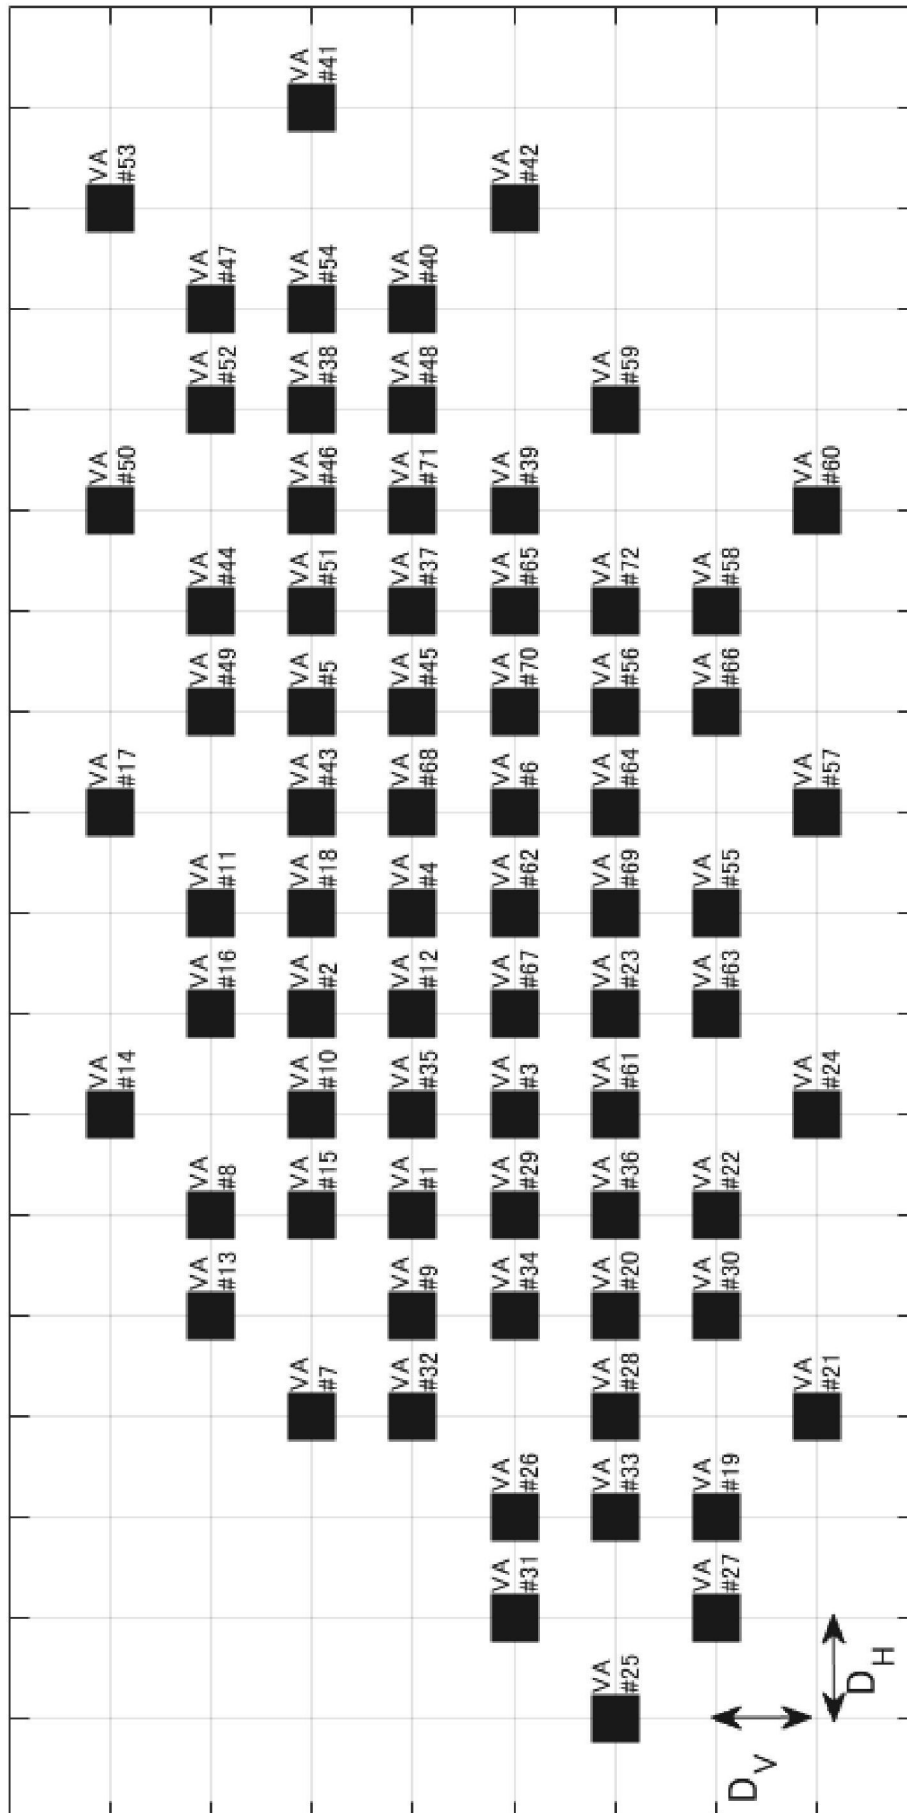 VA
#14
VA
#17
VA
#50
VA
#53
VA
#13
VA
#8
VA
#16
VA
#11
VA
#49
VA
#44
VA
#52
VA
#47
VA
#7
VA
#15
VA
#10
VA
#2
VA
#18
VA
#43
VA
#5
VA
#51
VA
#46
VA
#38
VA
#54
VA
#41
VA
#32
VA
#9
VA
#1
VA
#35
VA
#12
VA
#4
VA
#68
VA
#45
VA
#37
VA
#71
VA
#48
VA
#40
VA
#31
VA
#26
VA
#34
VA
#29
VA
#3
VA
#67
VA
#62
VA
#6
VA
#70
VA
#65
VA
#39
VA
#42
VA
#25
VA
#33
VA
#28
VA
#20
VA
#36
VA
#61
VA
#23
VA
#69
VA
#64
VA
#56
VA
#72
VA
#59
VA
#27
VA
#19
VA
#30
VA
#22
VA
#63
VA
#55
VA
#66
VA
#58
VA
#21
VA
#24
VA
#57
VA
#60
D_V
D_H